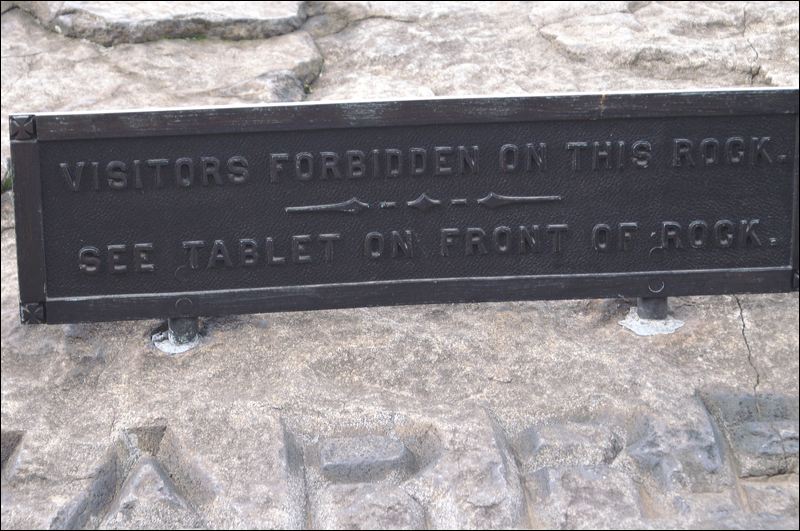 VISITORS FORBIDDEN ON THIS ROCK.
SEE TABLET ON FRONT OF ROCK.